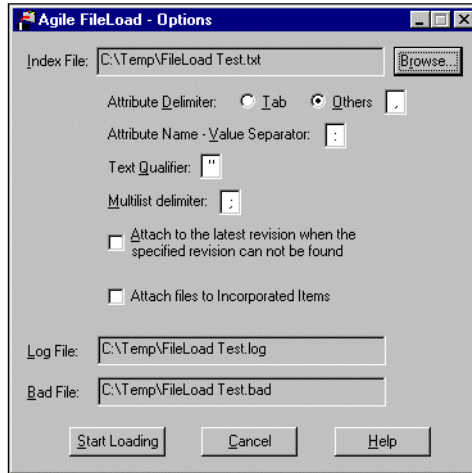 Agile FileLoad - Options
Index File: C:\Temp\FileLoad Test.txt Browse...
Attribute Delimiter: Tab Others ,
Attribute Name - Value Separator: :
Text Qualifier: "
Multilist delimiter: ;
Attach to the latest revision when the
specified revision can not be found
Attach files to Incorporated Items
Log File: C:\Temp\FileLoad Test.log
Bad File: C:\Temp\FileLoad Test.bad
Start Loading Cancel Help